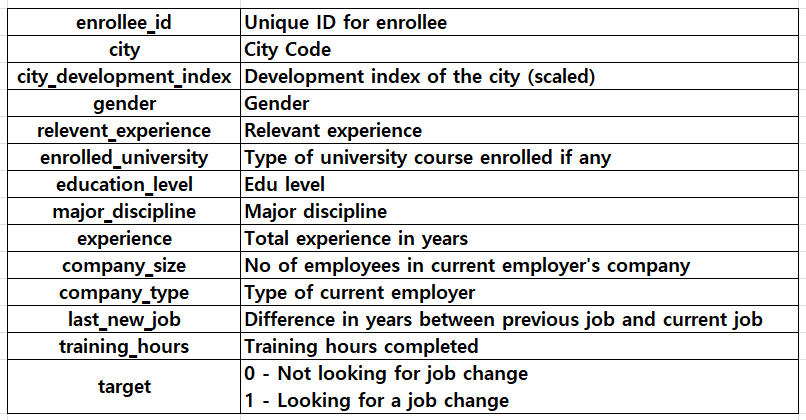 enrollee_id Unique ID for enrollee
city City Code
city_development_index Development index of the city (scaled)
gender Gender
relevent_experience Relevant experience
enrolled_university Type of university course enrolled if any
education_level Edu level
major_discipline Major discipline
experience Total experience in years
company_size No of employees in current employer's company
company_type Type of current employer
last_new_job Difference in years between previous job and current job
training_hours Training hours completed
target 0 - Not looking for job change
1 - Looking for a job change